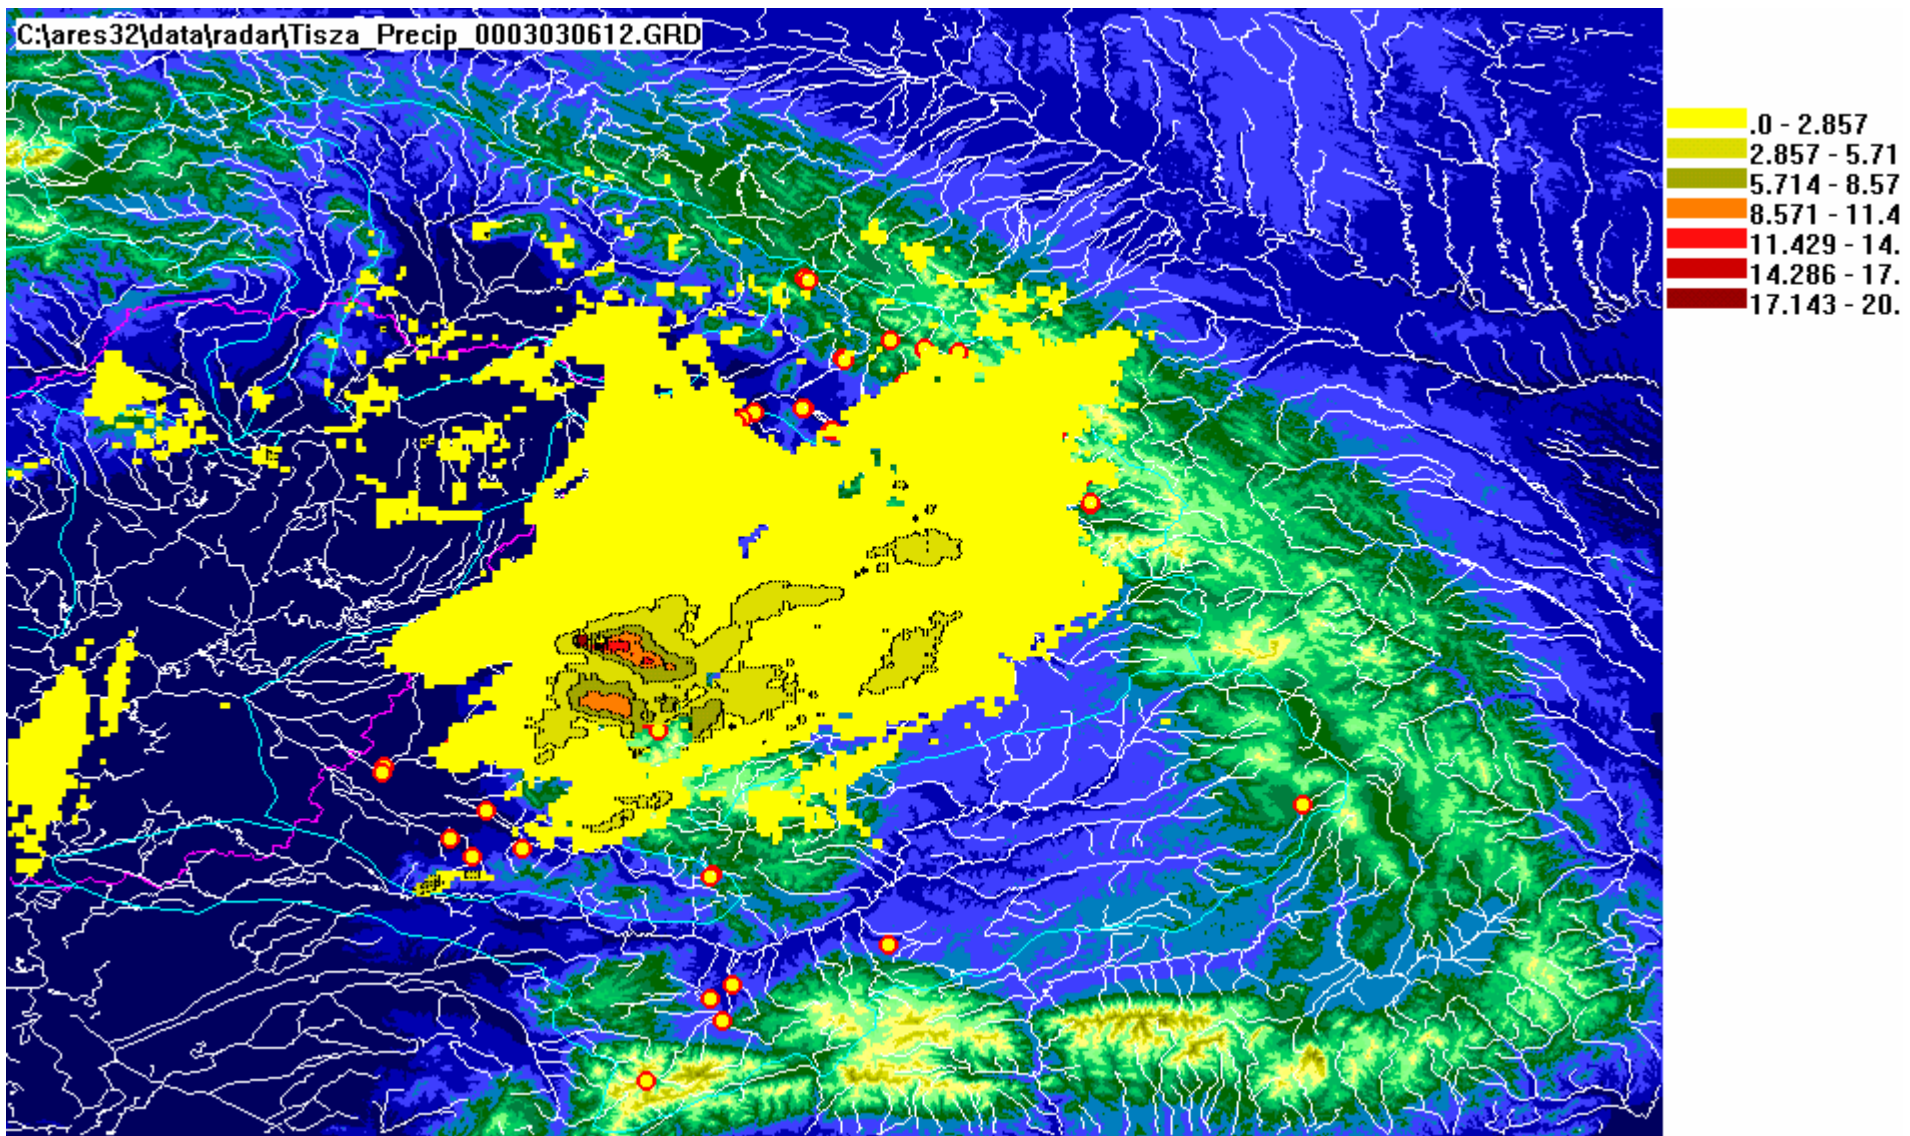 C:\ares32\data\radar\Tisza_Precip_0003030612.GRD
.0 - 2.857
2.857 - 5.71
5.714 - 8.57
8.571 - 11.4
11.429 - 14.
14.286 - 17.
17.143 - 20.